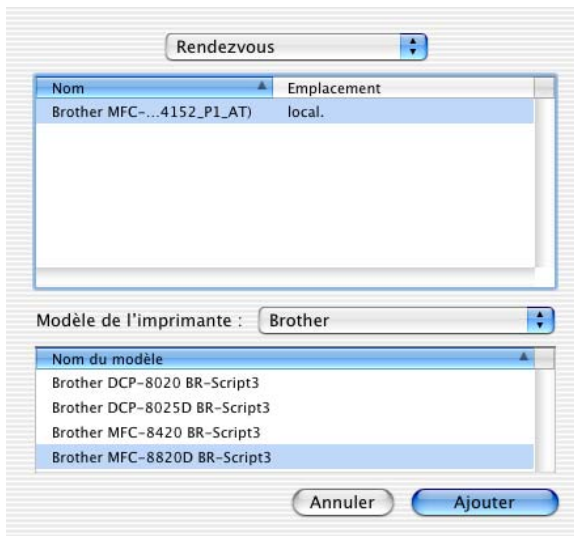 Rendezvous
Nom Emplacement
Brother MFC-...4152_P1_AT) local.
Modèle de l'imprimante : Brother
Nom du modèle
Brother DCP-8020 BR-Script3
Brother DCP-8025D BR-Script3
Brother MFC-8420 BR-Script3
Brother MFC-8820D BR-Script3
Annuler Ajouter